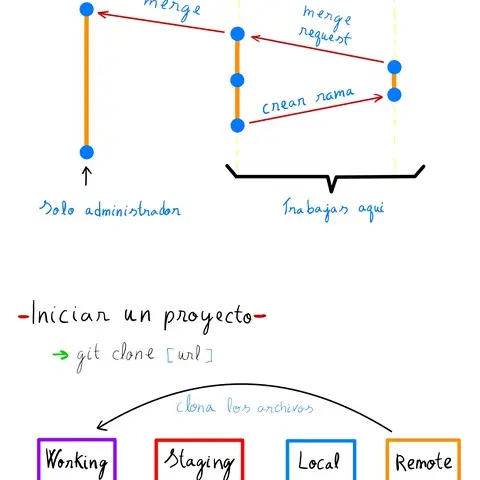 merge
merge
request
crear rama
Solo administrador
Trabajas aquí
-Iniciar un proyecto-
→ git clone [url]
clona los archivos
Working
Staging
Local
Remote